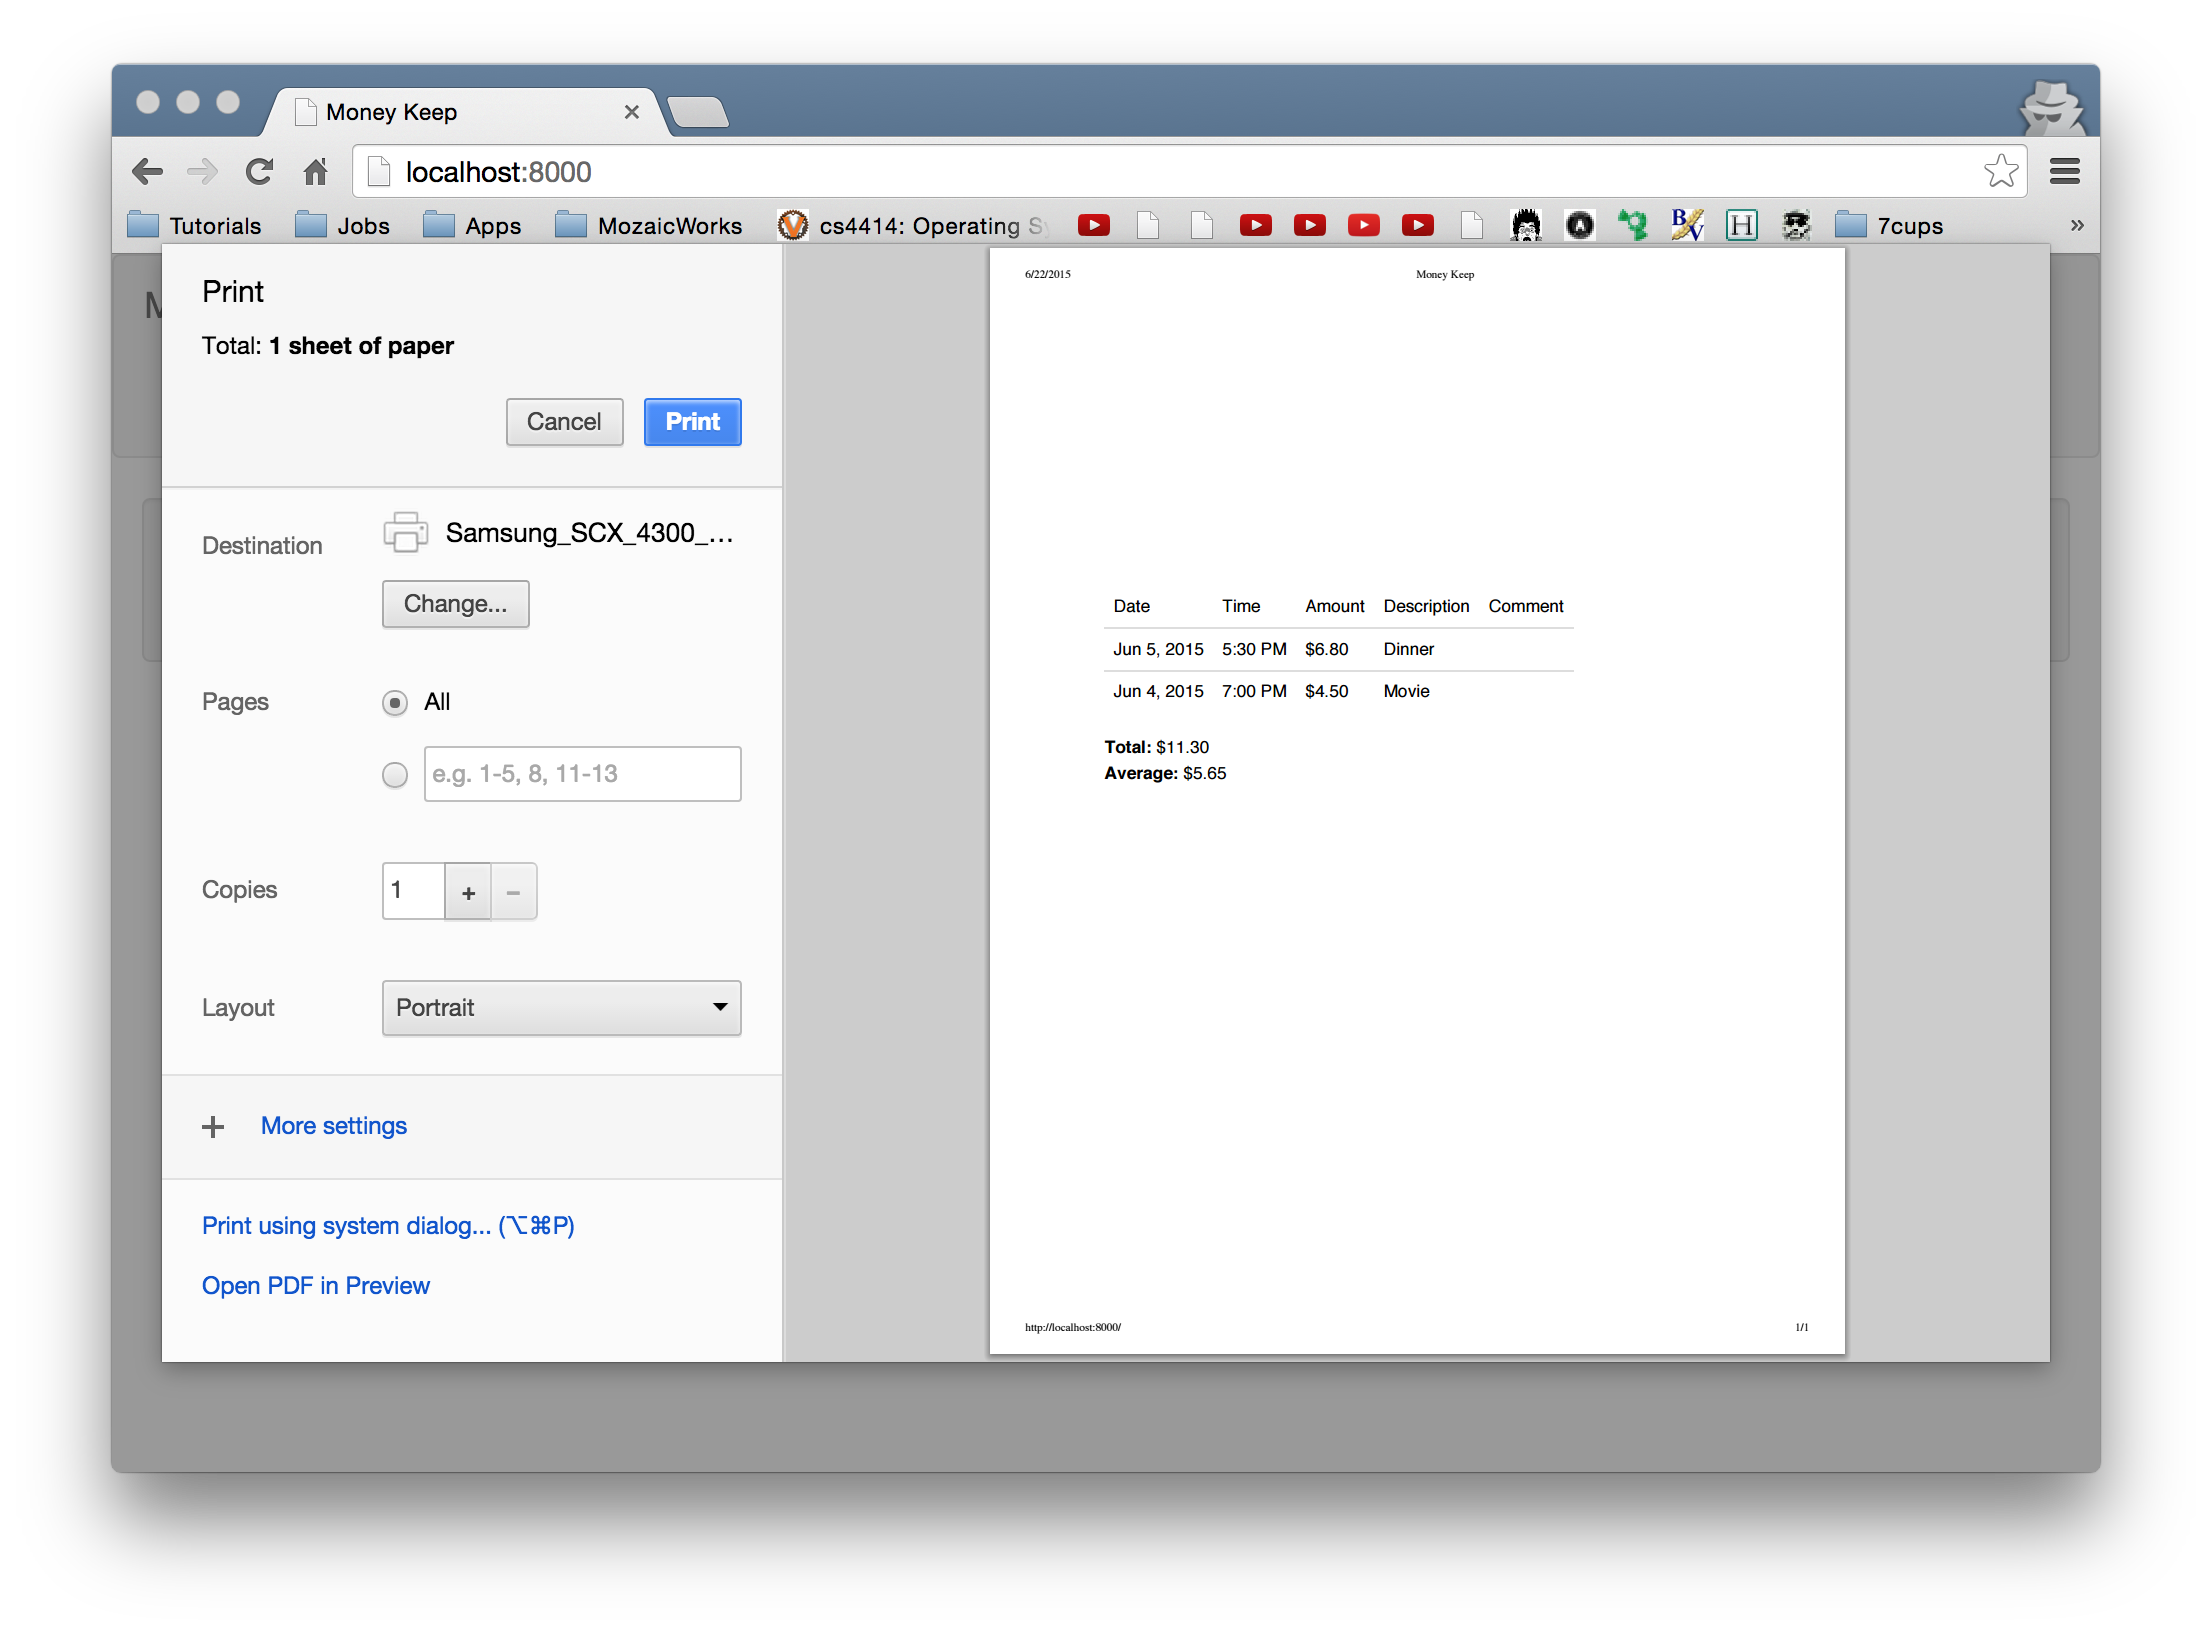 Money Keep
localhost:8000
Tutorials Jobs Apps MozaicWorks cs4414: Operating 7cups »
M
Print
Total: 1 sheet of paper
Cancel Print
Destination Samsung_SCX_4300_...
Change...
Pages All
e.g. 1-5, 8, 11-13
Copies 1 + −
Layout Portrait
+ More settings
Print using system dialog... (⌥⌘P)
Open PDF in Preview
6/22/2015 Money Keep
Date Time Amount Description Comment
Jun 5, 2015 5:30 PM $6.80 Dinner
Jun 4, 2015 7:00 PM $4.50 Movie
Total: $11.30
Average: $5.65
http://localhost:8000/ 1/1